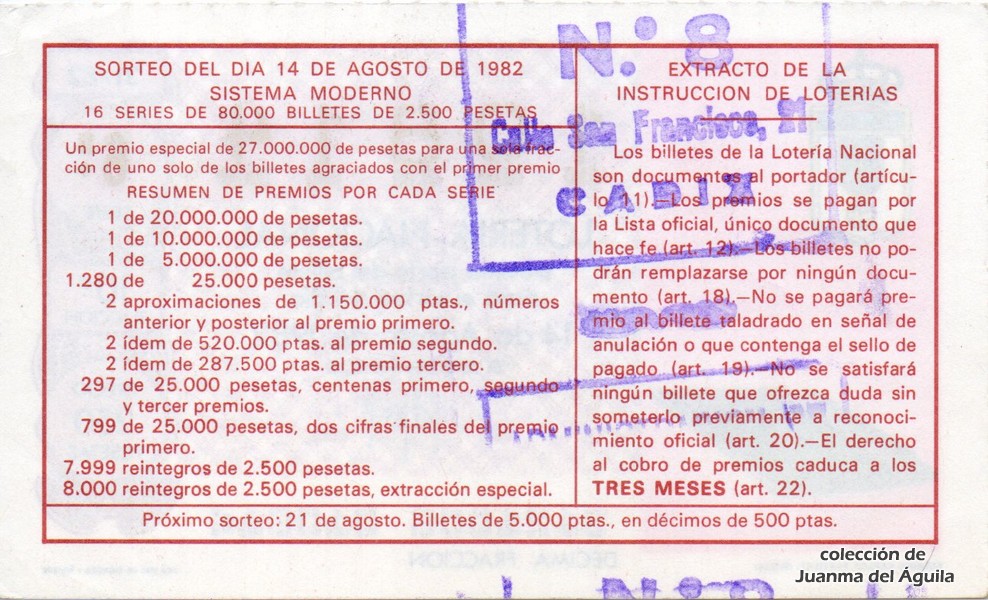 N.º 8
Calle San Francisco, 21
CADIZ
SORTEO DEL DIA 14 DE AGOSTO DE 1982
SISTEMA MODERNO
16 SERIES DE 80.000 BILLETES DE 2.500 PESETAS
Un premio especial de 27.000.000 de pesetas para una sola frac-
ción de uno solo de los billetes agraciados con el primer premio
RESUMEN DE PREMIOS POR CADA SERIE
1 de 20.000.000 de pesetas.
1 de 10.000.000 de pesetas.
1 de 5.000.000 de pesetas.
1.280 de 25.000 pesetas.
2 aproximaciones de 1.150.000 ptas., números
anterior y posterior al premio primero.
2 ídem de 520.000 ptas. al premio segundo.
2 ídem de 287.500 ptas. al premio tercero.
297 de 25.000 pesetas, centenas primero, segundo
y tercer premios.
799 de 25.000 pesetas, dos cifras finales del premio
primero.
7.999 reintegros de 2.500 pesetas.
8.000 reintegros de 2.500 pesetas, extracción especial.
EXTRACTO DE LA
INSTRUCCION DE LOTERIAS
Los billetes de la Lotería Nacional
son documentos al portador (artícu-
lo 11).—Los premios se pagan por
la Lista oficial, único documento que
hace fe (art. 12).—Los billetes no po-
drán remplazarse por ningún docu-
mento (art. 18).—No se pagará pre-
mio al billete taladrado en señal de
anulación o que contenga el sello de
pagado (art. 19).—No se satisfará
ningún billete que ofrezca duda sin
someterlo previamente a reconoci-
miento oficial (art. 20).—El derecho
al cobro de premios caduca a los
TRES MESES (art. 22).
Próximo sorteo: 21 de agosto. Billetes de 5.000 ptas., en décimos de 500 ptas.
colección de
Juanma del Águila